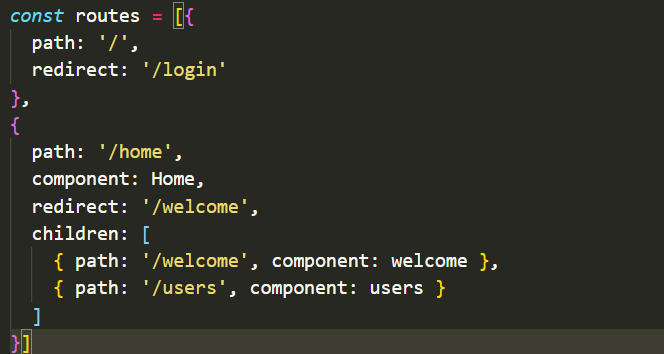 const routes = [{
  path: '/',
  redirect: '/login'
},
{
  path: '/home',
  component: Home,
  redirect: '/welcome',
  children: [
    { path: '/welcome', component: welcome },
    { path: '/users', component: users }
  ]
}]